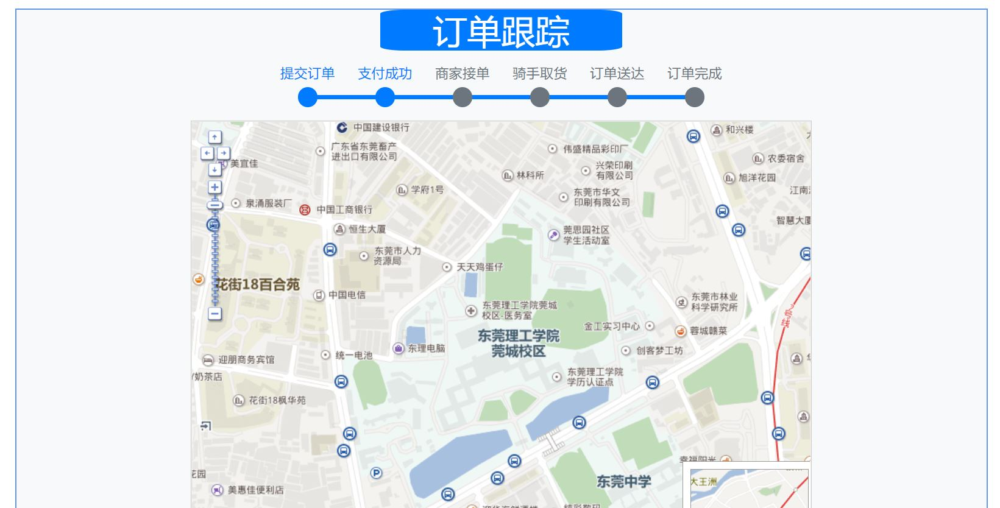 订单跟踪
提交订单
支付成功
商家接单
骑手取货
订单送达
订单完成
中国建设银行
和兴楼
广东省东莞畜产
进出口有限公司
伟盛精品彩印厂
农委宿舍
美宜佳
兴荣印刷
有限公司
林科所
旭洋花园
学府1号
东莞市华文
印刷有限公司
江南
泉涌服装厂
中国工商银行
智慧大厦
恒生大厦
莞思园社区
学生活动室
东莞市人力
资源局
天天鸡蛋仔
花街18百合苑
中国电信
东莞市林业
科学研究所
东莞理工学院莞城
校区-医务室
2号线
金工实习中心
蓉城赣菜
东莞理工学院
莞城校区
东理电脑
创客梦工坊
统一电池
迎朋商务宾馆
奶茶店
东莞理工学院
学历认证点
花街18枫华苑
P
幸福阳光
花园
东莞中学
大王洲
美惠佳便利店